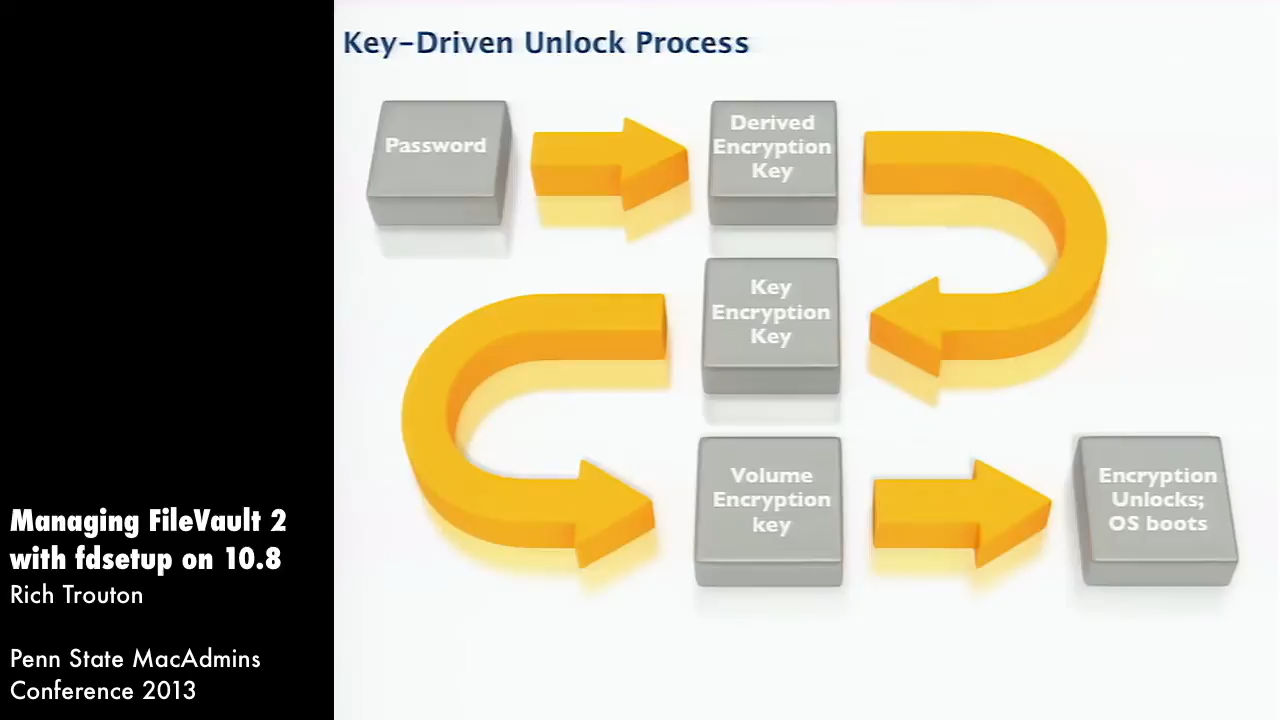 Key-Driven Unlock Process
Password
Derived
Encryption
Key
Key
Encryption
Key
Volume
Encryption
key
Encryption
Unlocks;
OS boots
Managing FileVault 2
with fdsetup on 10.8
Rich Trouton
Penn State MacAdmins
Conference 2013